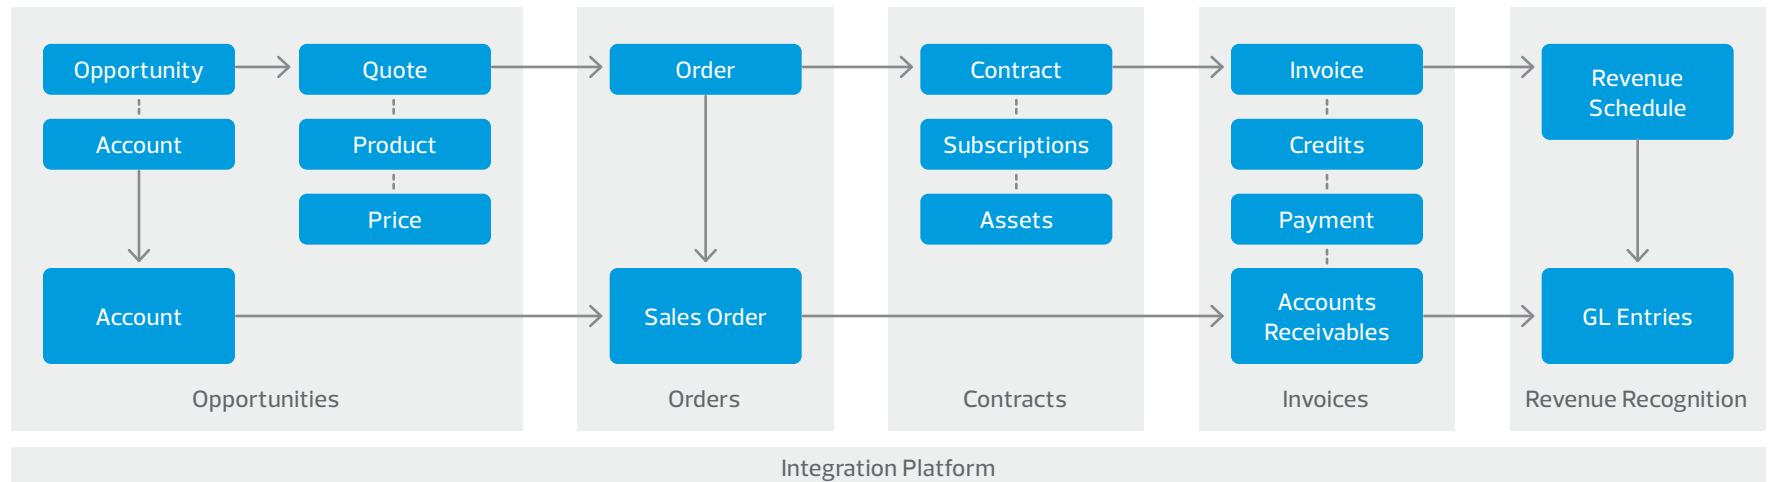 Opportunity
Quote
Order
Contract
Invoice
Revenue
Schedule
Account
Product
Subscriptions
Credits
Price
Assets
Payment
Account
Sales Order
Accounts
Receivables
GL Entries
Opportunities
Orders
Contracts
Invoices
Revenue Recognition
Integration Platform